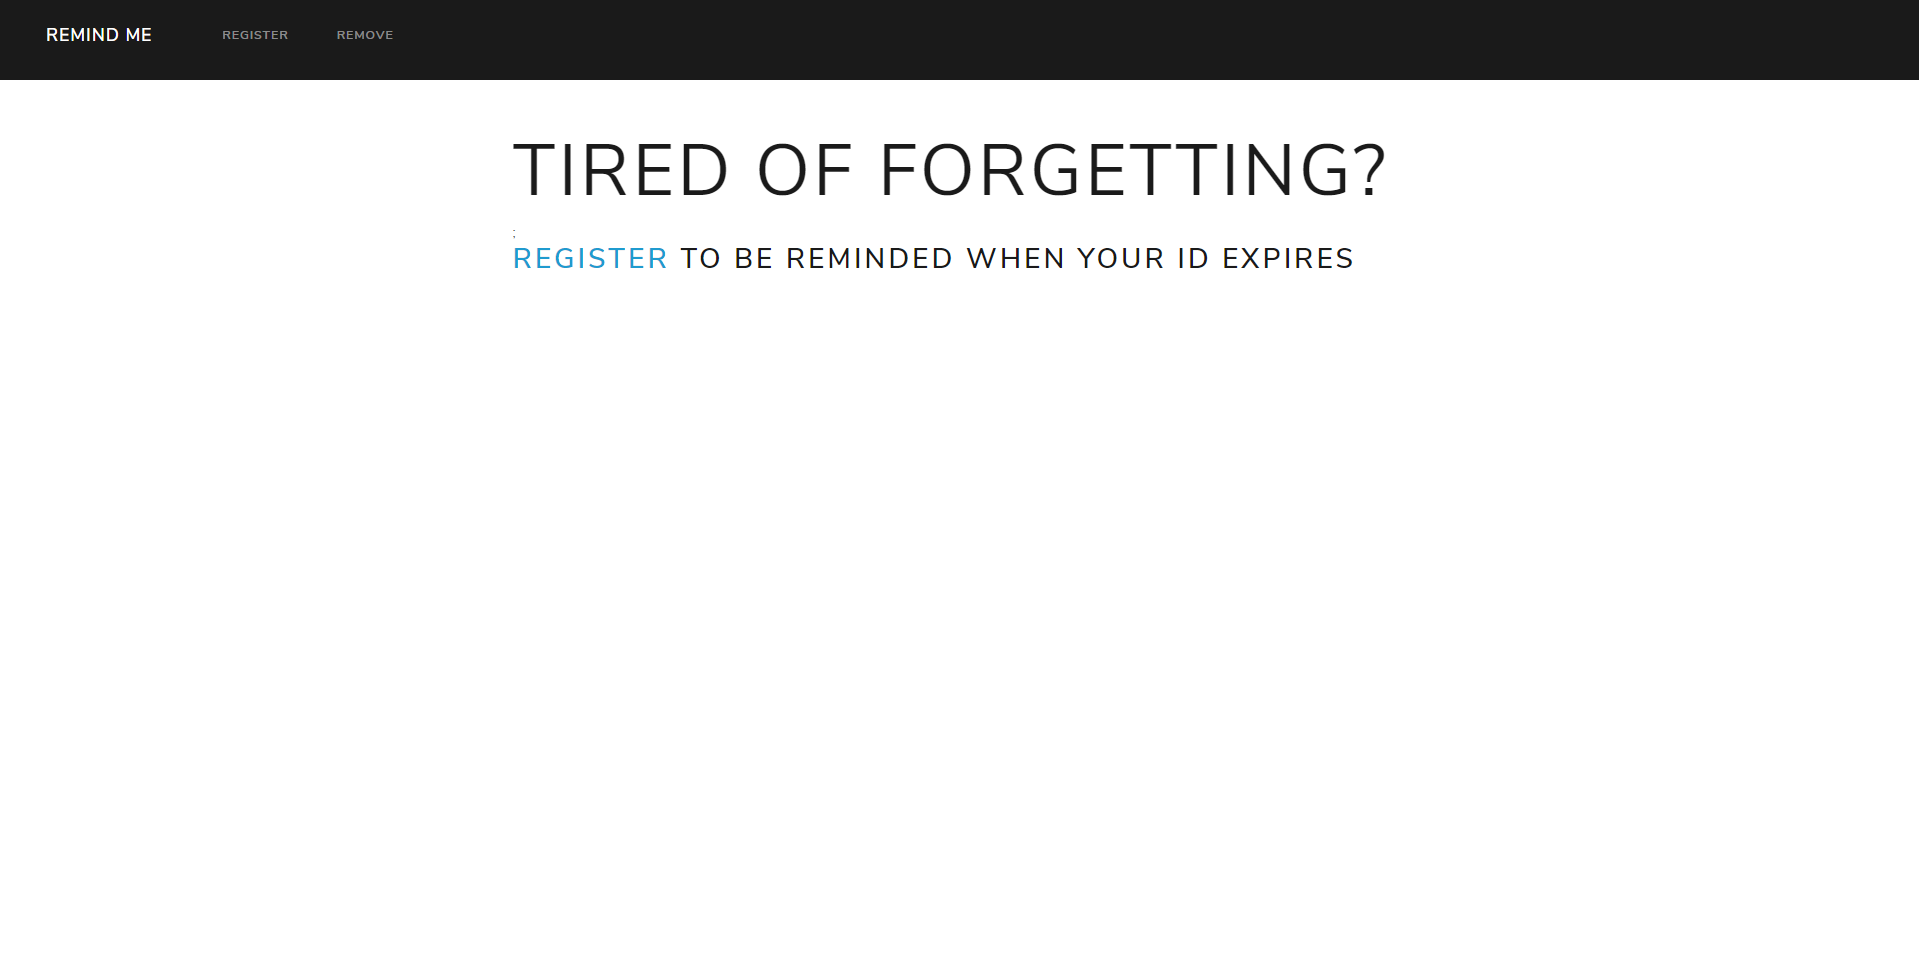 REMIND ME REGISTER REMOVE
TIRED OF FORGETTING?
;
REGISTER TO BE REMINDED WHEN YOUR ID EXPIRES